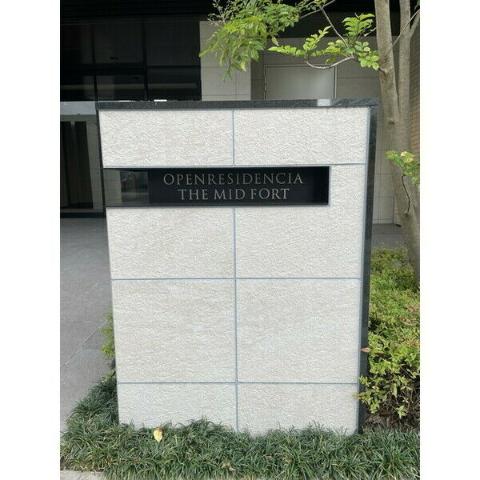 OPENRESIDENCIA
THE MID FORT